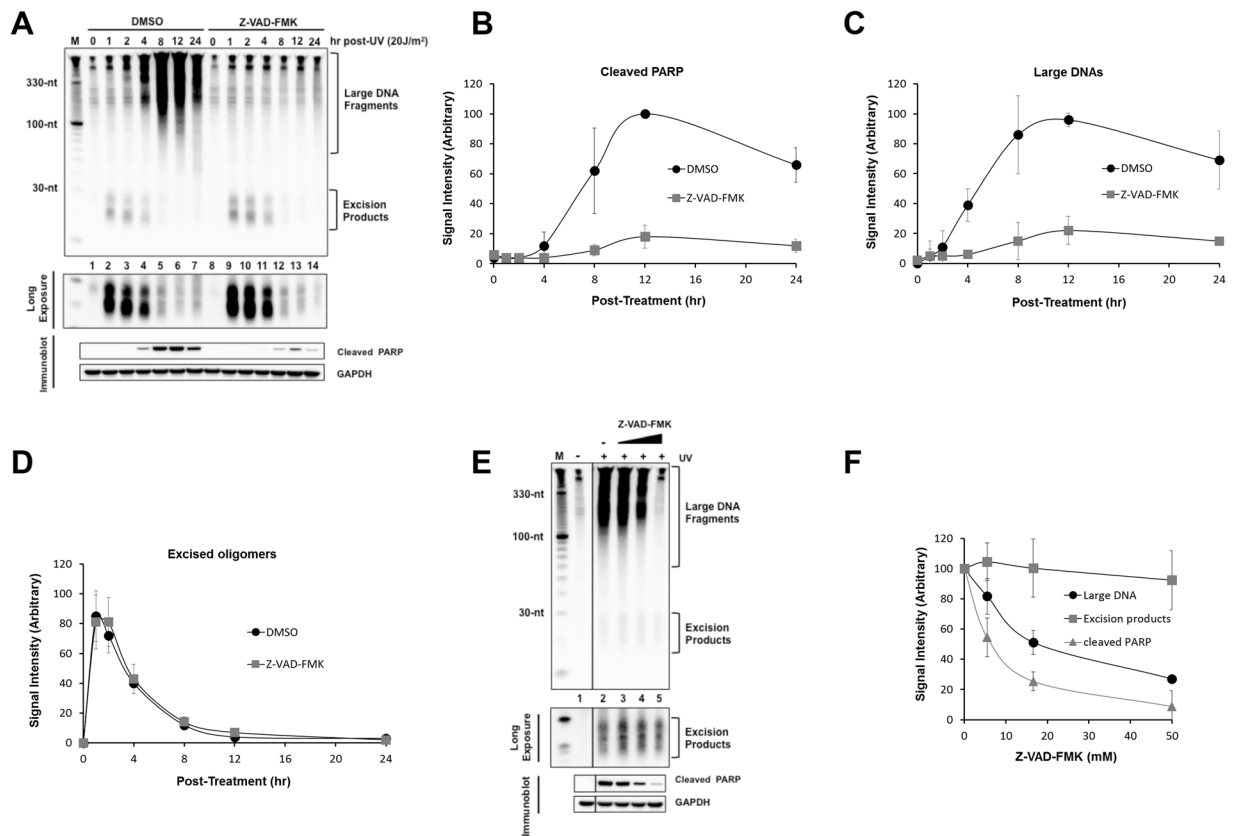 A
DMSO
Z-VAD-FMK
M 0 1 2 4 8 12 24 0 1 2 4 8 12 24 hr post-UV (20J/m²)
330-nt
Large DNA
Fragments
100-nt
30-nt
Excision
Products
1 2 3 4 5 6 7 8 9 10 11 12 13 14
Long
Exposure
Immunoblot
Cleaved PARP
GAPDH
B
Cleaved PARP
Signal Intensity (Arbitrary)
120
100
80
60
40
20
0
DMSO
Z-VAD-FMK
0 4 8 12 16 20 24
Post-Treatment (hr)
C
Large DNAs
Signal Intensity (Arbitrary)
120
100
80
60
40
20
0
DMSO
Z-VAD-FMK
0 4 8 12 16 20 24
Post-Treatment (hr)
D
Excised oligomers
Signal Intensity (Arbitrary)
120
100
80
60
40
20
0
DMSO
Z-VAD-FMK
0 4 8 12 16 20 24
Post-Treatment (hr)
E
Z-VAD-FMK
-
M - + + + + UV
330-nt
Large DNA
Fragments
100-nt
30-nt
Excision
Products
1 2 3 4 5
Long
Exposure
Excision
Products
Immunoblot
Cleaved PARP
GAPDH
F
Signal Intensity (Arbitrary)
120
100
80
60
40
20
0
Large DNA
Excision products
cleaved PARP
0 10 20 30 40 50
Z-VAD-FMK (mM)